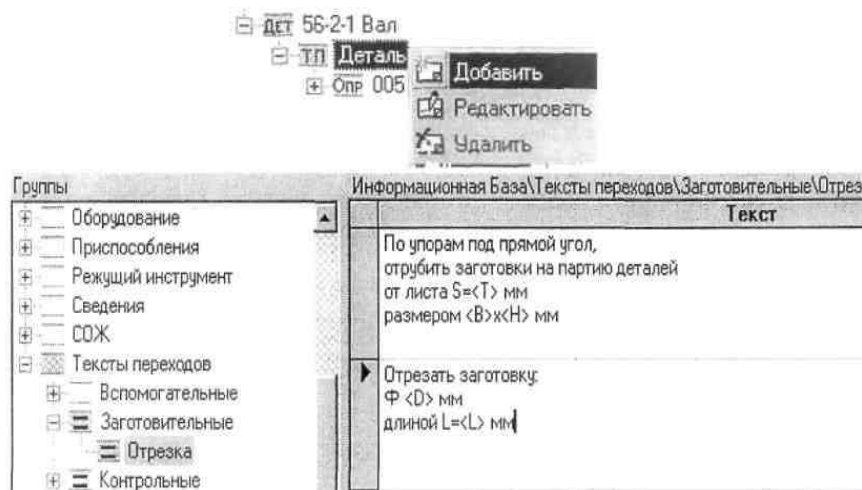 ДЕТ 56-2-1 Вал
ТП Деталь
Опр 005
Добавить
Редактировать
Удалить
Группы
Оборудование
Приспособления
Режущий инструмент
Сведения
СОЖ
Тексты переходов
Вспомогательные
Заготовительные
Отрезка
Контрольные
Информационная База\Тексты переходов\Заготовительные\Отрез
Текст
По упорам под прямой угол,
отрубить заготовки на партию деталей
от листа S=<T> мм
размером <B>x<H> мм
Отрезать заготовку:
Ф <D> мм
длиной L=<L> мм